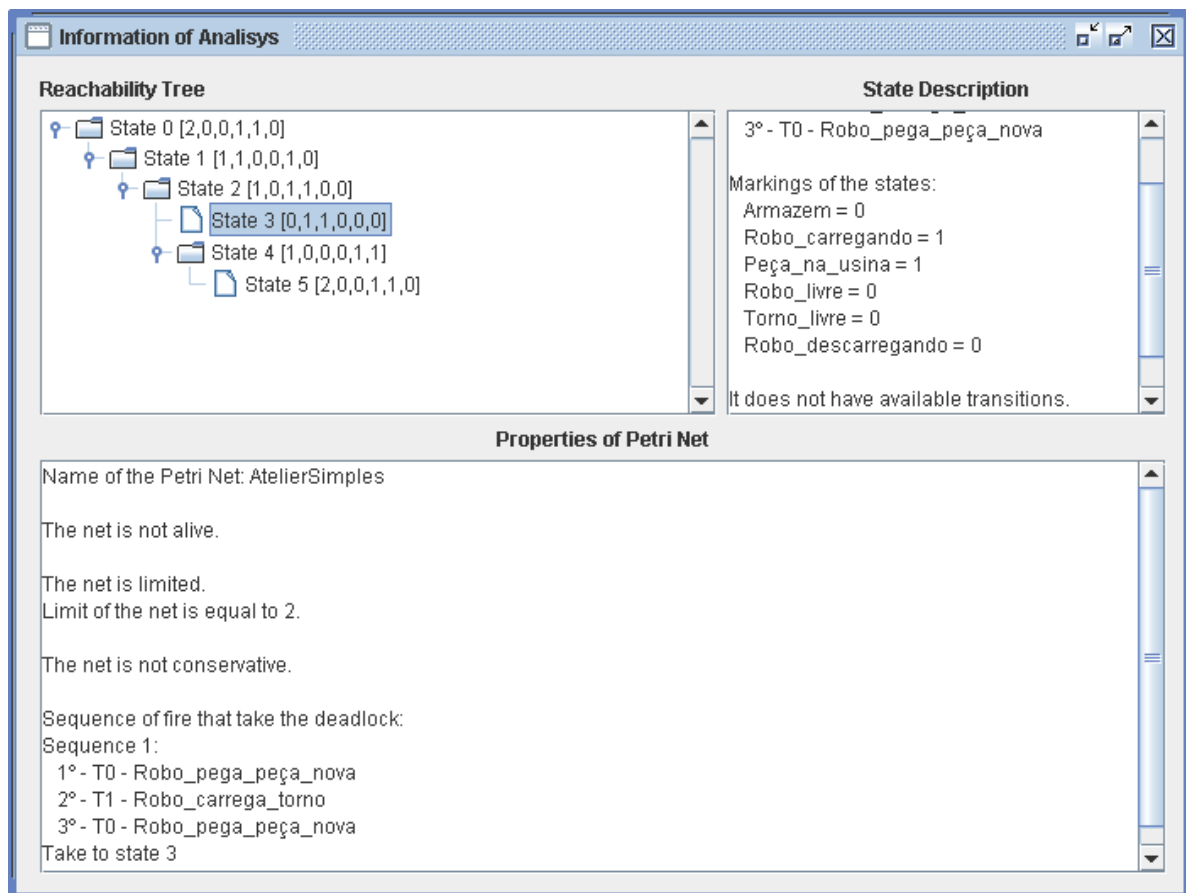 Information of Analisys
Reachability Tree
State 0 [2,0,0,1,1,0]
State 1 [1,1,0,0,1,0]
State 2 [1,0,1,1,0,0]
State 3 [0,1,1,0,0,0]
State 4 [1,0,0,0,1,1]
State 5 [2,0,0,1,1,0]
State Description
3º - T0 - Robo_pega_peça_nova
Markings of the states:
Armazem = 0
Robo_carregando = 1
Peça_na_usina = 1
Robo_livre = 0
Torno_livre = 0
Robo_descarregando = 0
It does not have available transitions.
Properties of Petri Net
Name of the Petri Net: AtelierSimples
The net is not alive.
The net is limited.
Limit of the net is equal to 2.
The net is not conservative.
Sequence of fire that take the deadlock:
Sequence 1:
1º - T0 - Robo_pega_peça_nova
2º - T1 - Robo_carrega_torno
3º - T0 - Robo_pega_peça_nova
Take to state 3